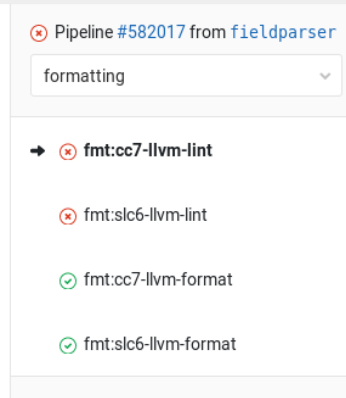 Pipeline #582017 from fieldparser
formatting
fmt:cc7-llvm-lint
fmt:slc6-llvm-lint
fmt:cc7-llvm-format
fmt:slc6-llvm-format